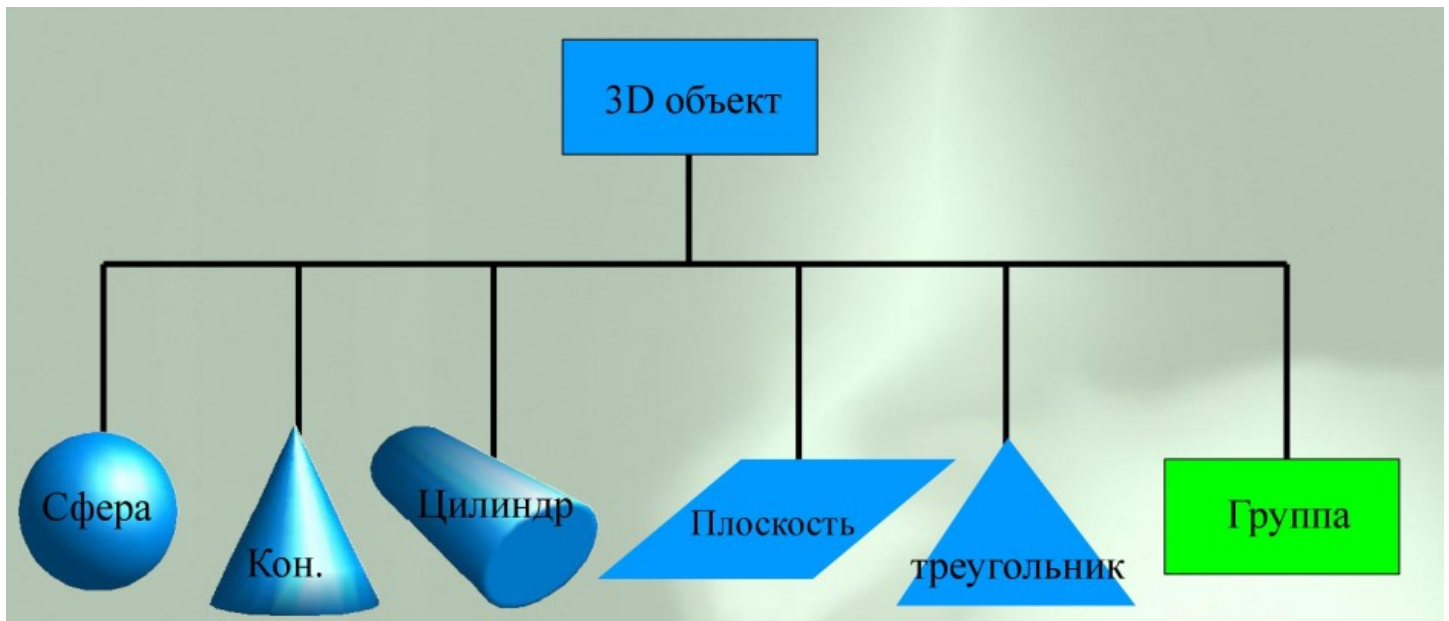 3D объект
Сфера
Кон.
Цилиндр
Плоскость
треугольник
Группа